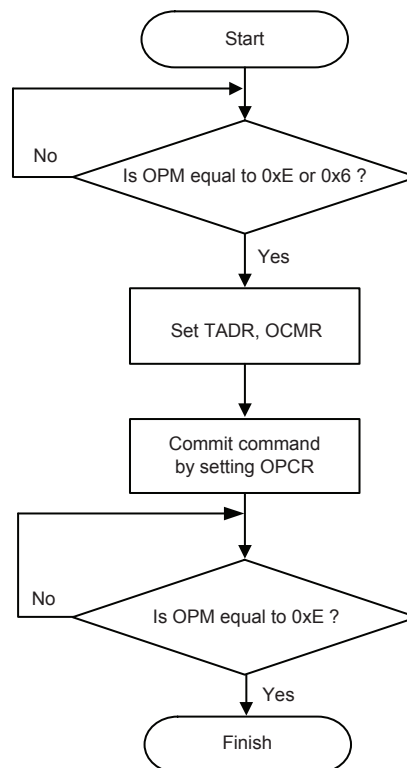 Start
No
Is OPM equal to 0xE or 0x6 ?
Yes
Set TADR, OCMR
Commit command
by setting OPCR
No
Is OPM equal to 0xE ?
Yes
Finish